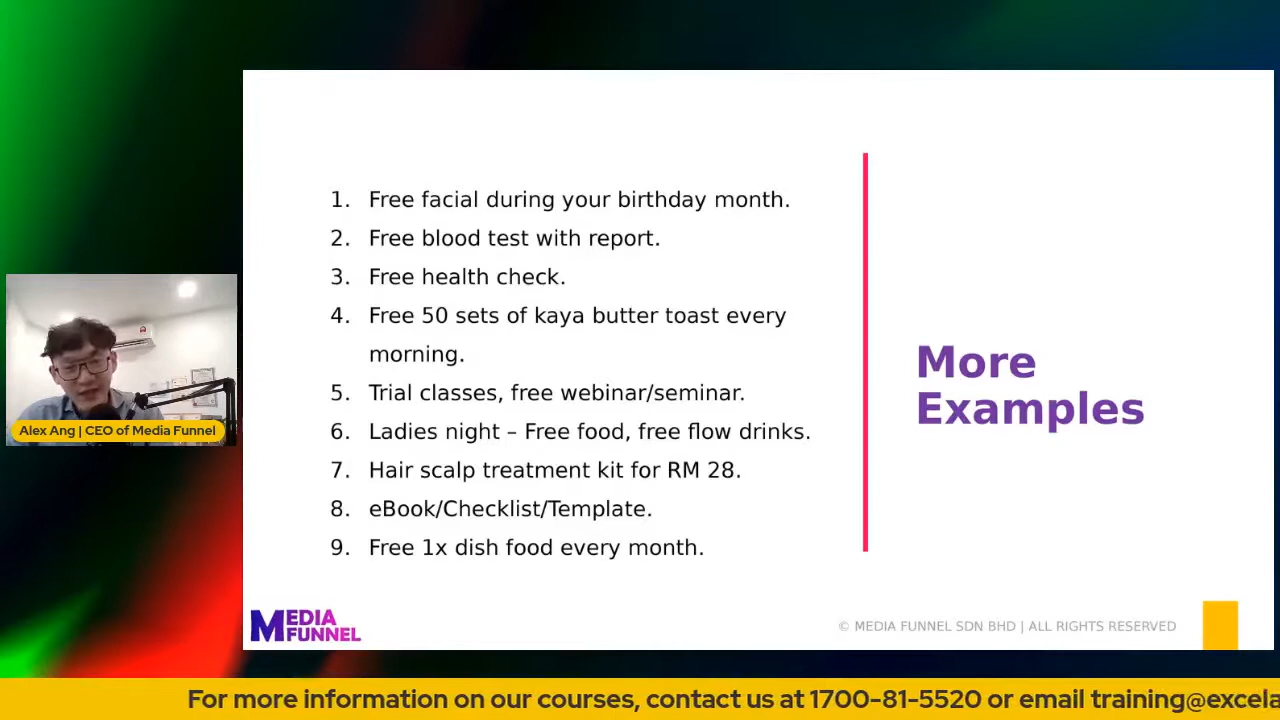 1. Free facial during your birthday month.
2. Free blood test with report.
3. Free health check.
4. Free 50 sets of kaya butter toast every
morning.
5. Trial classes, free webinar/seminar.
6. Ladies night – Free food, free flow drinks.
7. Hair scalp treatment kit for RM 28.
8. eBook/Checklist/Template.
9. Free 1x dish food every month.
More
Examples
Alex Ang | CEO of Media Funnel
MEDIA
FUNNEL
© MEDIA FUNNEL SDN BHD | ALL RIGHTS RESERVED
For more information on our courses, contact us at 1700-81-5520 or email training@excela